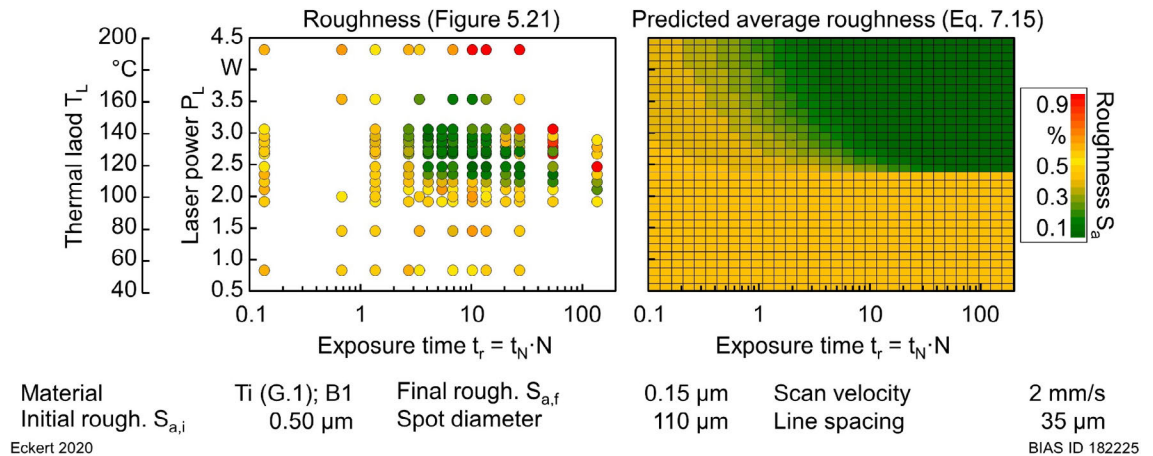 Roughness (Figure 5.21)
Predicted average roughness (Eq. 7.15)
Thermal laod T_L
°C
200
160
140
120
100
80
60
40
Laser power P_L
W
4.5
3.5
3.0
2.5
2.0
1.5
1.0
0.5
0.1 1 10 100
Exposure time t_r = t_N·N
0.1 1 10 100
Exposure time t_r = t_N·N
0.9
%
0.5
0.3
0.1
Roughness S_a
Material Ti (G.1); B1 Final rough. S_a,f 0.15 µm Scan velocity 2 mm/s
Initial rough. S_a,i 0.50 µm Spot diameter 110 µm Line spacing 35 µm
Eckert 2020 BIAS ID 182225